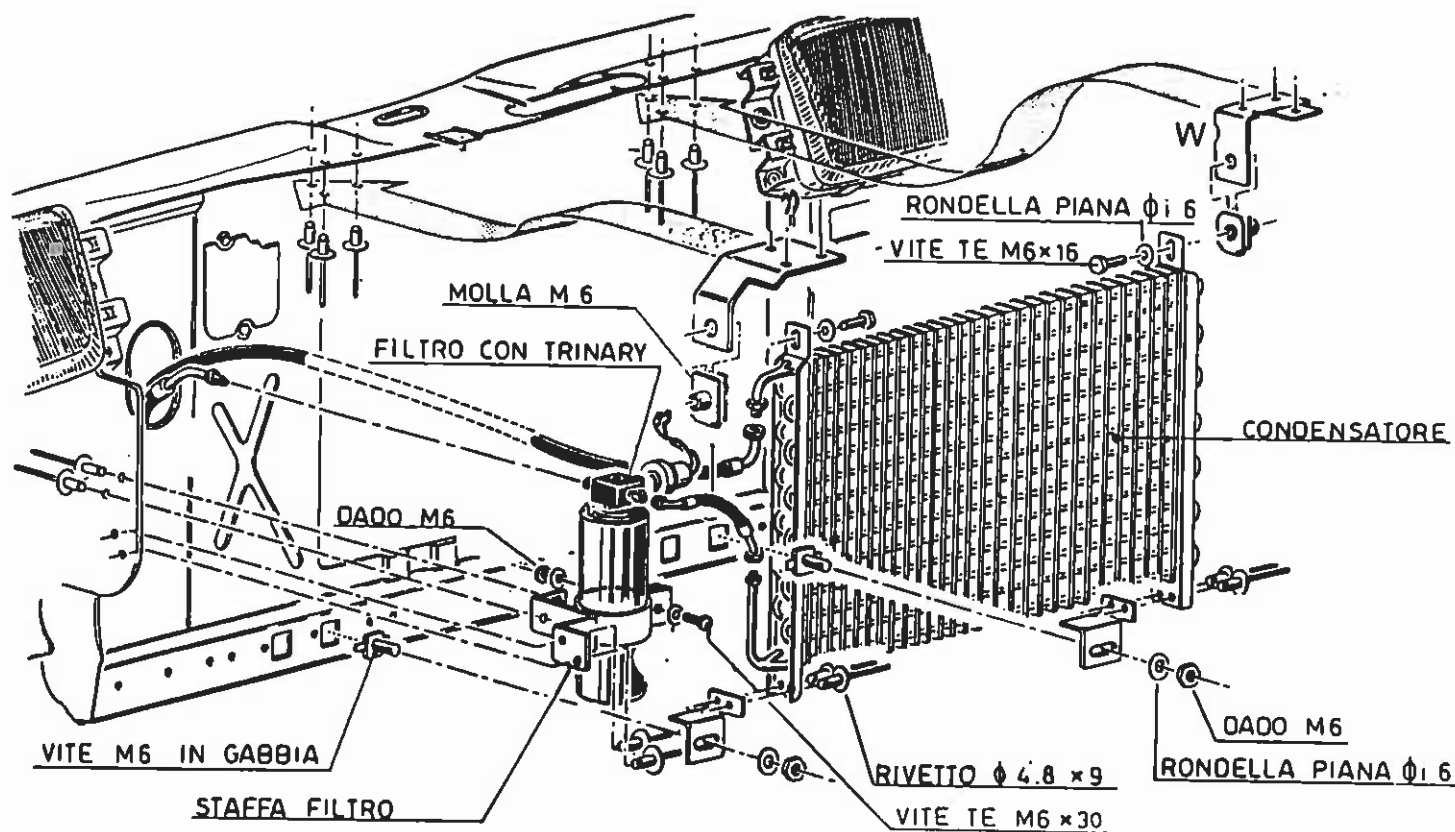 W
RONDELLA PIANA ϕi 6
VITE TE M6×16
MOLLA M 6
FILTRO CON TRINARY
CONDENSATORE
DADO M6
DADO M6
VITE M6 IN GABBIA
RIVETTO ϕ 4.8 × 9
RONDELLA PIANA ϕi 6
STAFFA FILTRO
VITE TE M6×30